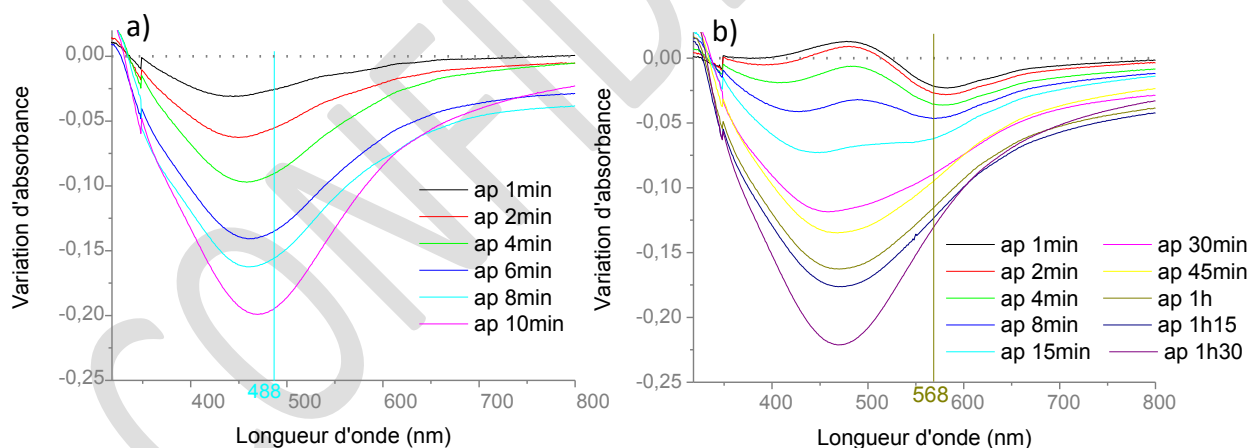 a)
0,00
-0,05
-0,10
-0,15
-0,20
-0,25
Variation d'absorbance
ap 1min
ap 2min
ap 4min
ap 6min
ap 8min
ap 10min
488
400 500 600 700 800
Longueur d'onde (nm)
b)
0,00
-0,05
-0,10
-0,15
-0,20
-0,25
Variation d'absorbance
ap 1min ap 30min
ap 2min ap 45min
ap 4min ap 1h
ap 8min ap 1h15
ap 15min ap 1h30
568
400 500 600 700 800
Longueur d'onde (nm)